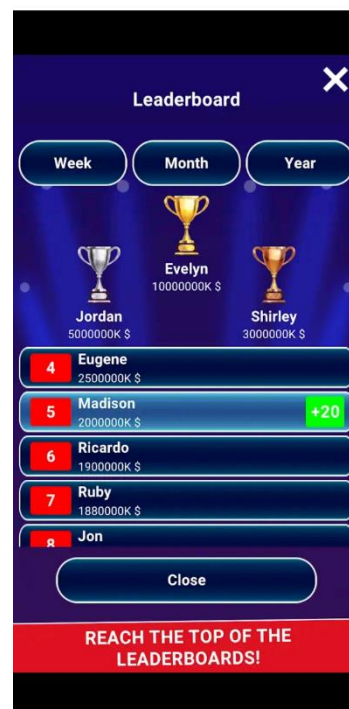 Leaderboard
Week
Month
Year
Evelyn
10000000K $
Jordan
5000000K $
Shirley
3000000K $
4
Eugene
2500000K $
5
Madison
2000000K $
+20
6
Ricardo
1900000K $
7
Ruby
1880000K $
8
Jon
Close
REACH THE TOP OF THE
LEADERBOARDS!